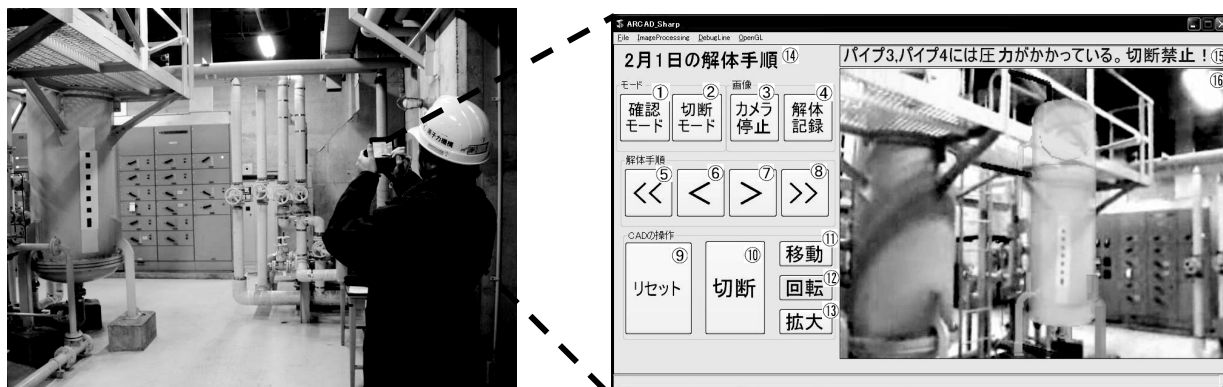 ARCAD_Sharp
File ImageProcessing DebugLine OpenGL
2月1日の解体手順 ⑭
パイプ3,パイプ4には圧力がかかっている。切断禁止！⑮
モード
画像
① 確認モード
② 切断モード
③ カメラ停止
④ 解体記録
⑯
解体手順
⑤ <<
⑥ <
⑦ >
⑧ >>
CADの操作
⑨ リセット
⑩ 切断
⑪ 移動
⑫ 回転
⑬ 拡大